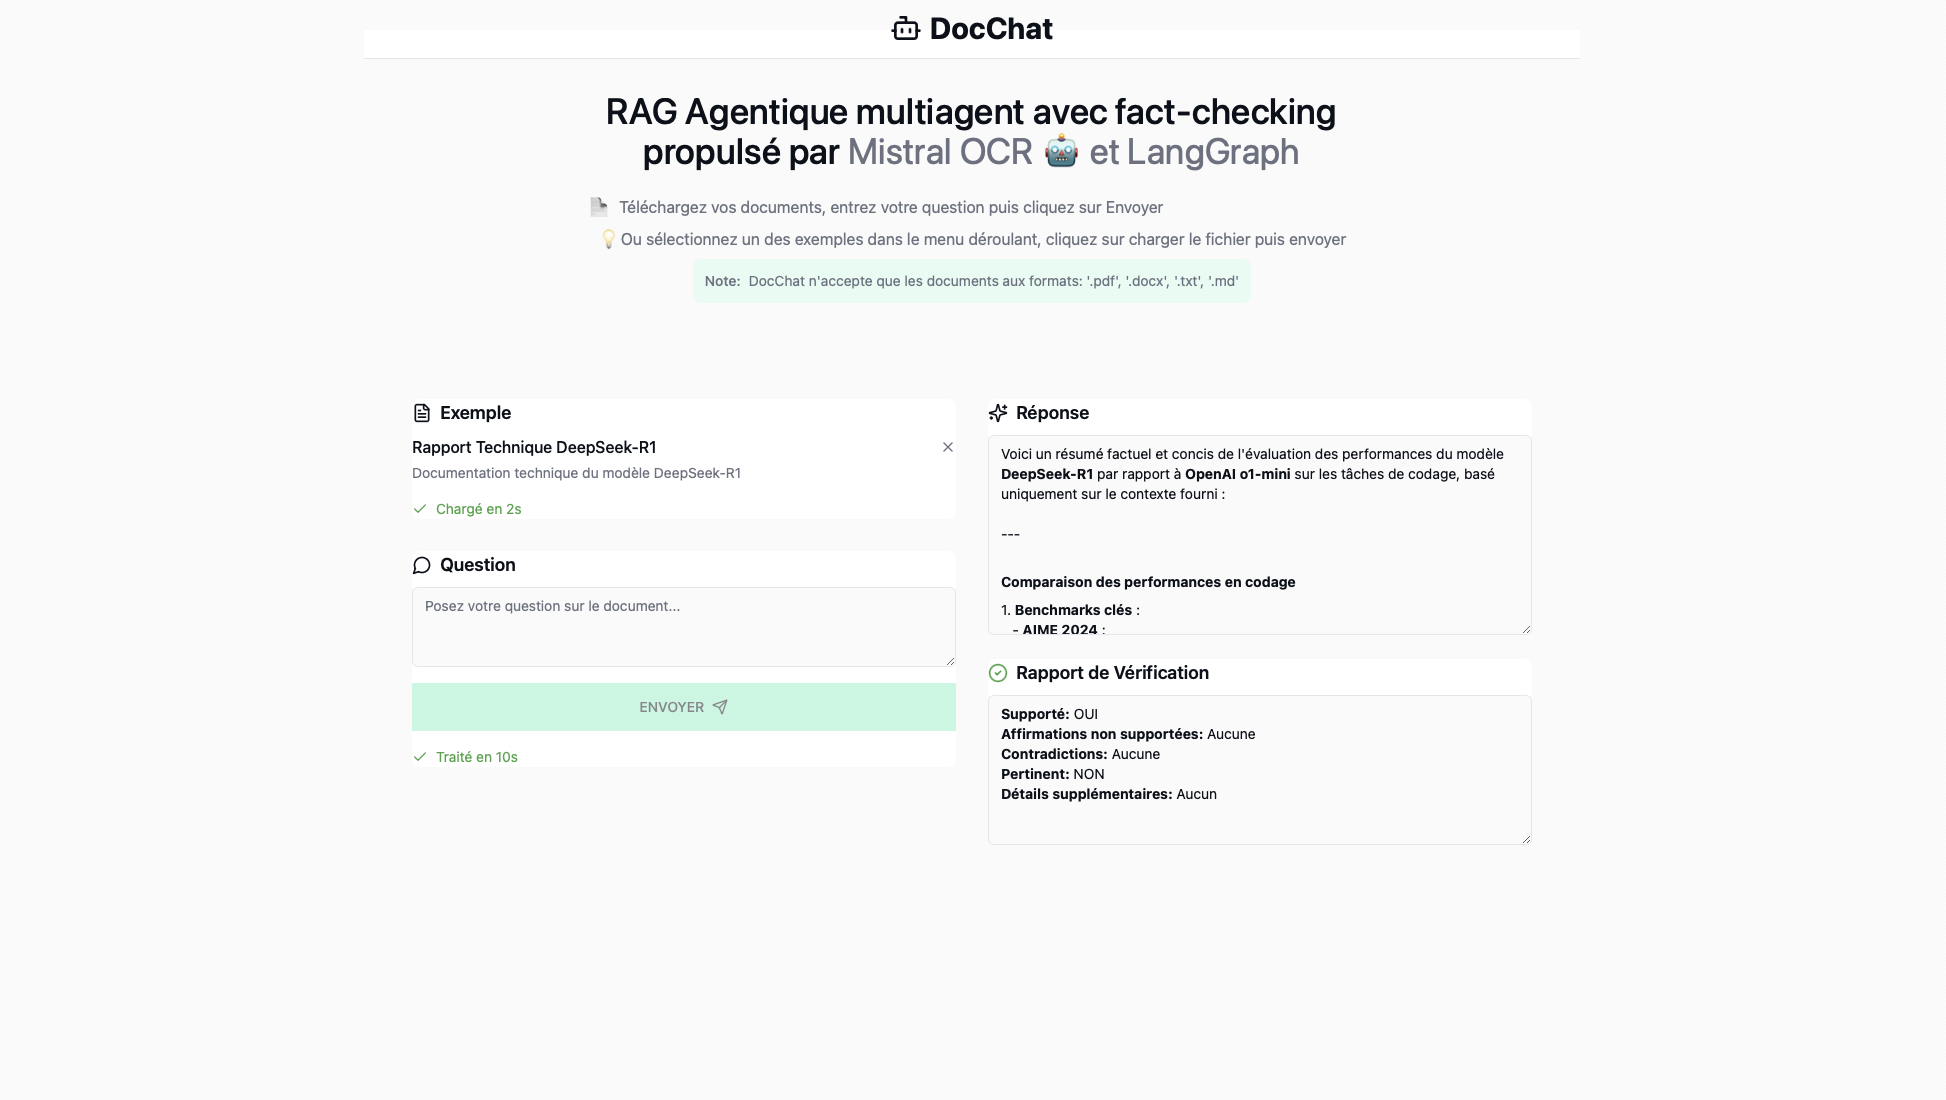 DocChat
RAG Agentique multiagent avec fact-checking
propulsé par Mistral OCR 🤖 et LangGraph
Téléchargez vos documents, entrez votre question puis cliquez sur Envoyer
💡 Ou sélectionnez un des exemples dans le menu déroulant, cliquez sur charger le fichier puis envoyer
Note: DocChat n'accepte que les documents aux formats: '.pdf', '.docx', '.txt', '.md'
Exemple
Rapport Technique DeepSeek-R1
Documentation technique du modèle DeepSeek-R1
Chargé en 2s
Question
Posez votre question sur le document...
ENVOYER
Traité en 10s
Réponse
Voici un résumé factuel et concis de l'évaluation des performances du modèle
DeepSeek-R1 par rapport à OpenAI o1-mini sur les tâches de codage, basé
uniquement sur le contexte fourni :
---
Comparaison des performances en codage
1. Benchmarks clés :
- AIME 2024 :
Rapport de Vérification
Supporté: OUI
Affirmations non supportées: Aucune
Contradictions: Aucune
Pertinent: NON
Détails supplémentaires: Aucun